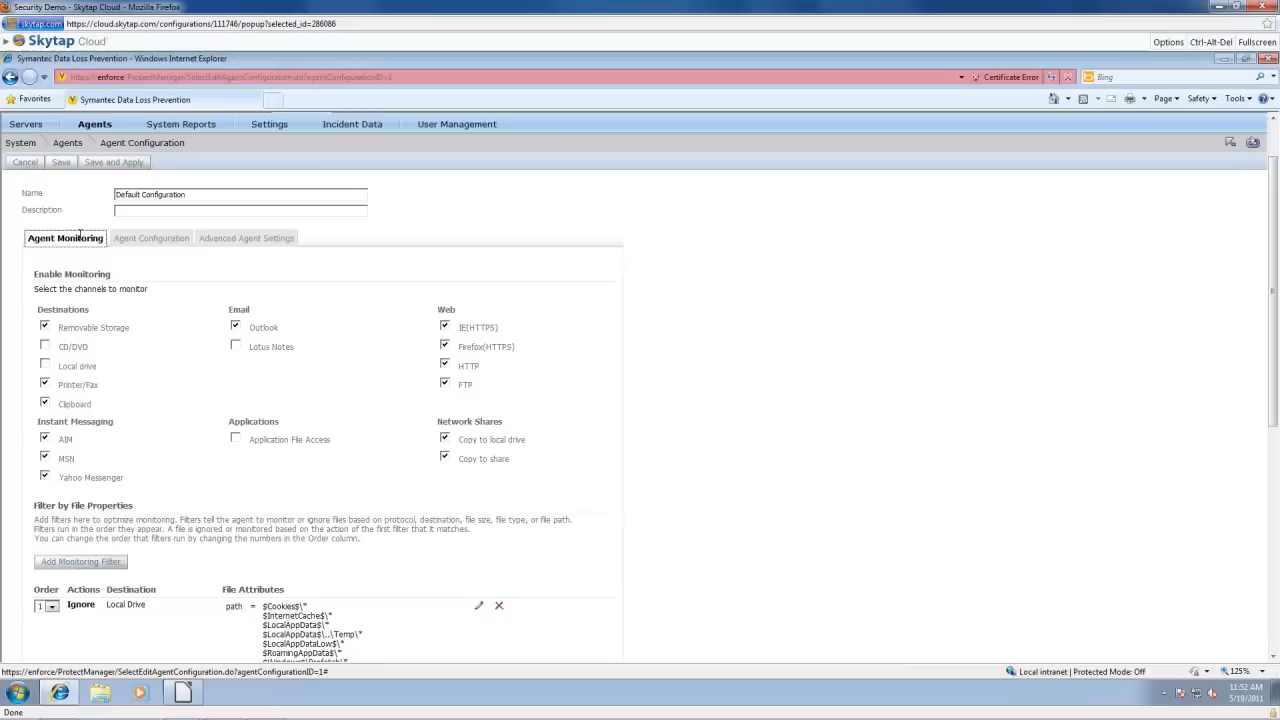 Security Demo - Skytap Cloud - Mozilla Firefox
skytap.com https://cloud.skytap.com/configurations/111746/popup?selected_id=286086
Skytap Cloud
Options Ctrl-Alt-Del Fullscreen
Symantec Data Loss Prevention - Windows Internet Explorer
https://enforce/ProtectManager/SelectEditAgentConfiguration.do?agentConfigurationID=1 Certificate Error Bing
Favorites Symantec Data Loss Prevention Page Safety Tools
Servers Agents System Reports Settings Incident Data User Management
System Agents Agent Configuration
Cancel Save Save and Apply
Name Default Configuration
Description
Agent Monitoring Agent Configuration Advanced Agent Settings
Enable Monitoring
Select the channels to monitor
Destinations Email Web
Removable Storage Outlook IE(HTTPS)
CD/DVD Lotus Notes Firefox(HTTPS)
Local drive HTTP
Printer/Fax FTP
Clipboard
Instant Messaging Applications Network Shares
AIM Application File Access Copy to local drive
MSN Copy to share
Yahoo Messenger
Filter by File Properties
Add filters here to optimize monitoring. Filters tell the agent to monitor or ignore files based on protocol, destination, file size, file type, or file path.
Filters run in the order they appear. A file is ignored or monitored based on the action of the first filter that it matches.
You can change the order that filters run by changing the numbers in the Order column.
Add Monitoring Filter
Order Actions Destination File Attributes
1 Ignore Local Drive path = $Cookies$\*
$InternetCache$\*
$LocalAppData$\*
$LocalAppData$\..\Temp\*
$LocalAppDataLow$\*
$RoamingAppData$\*
$Windows$\Prefetch\*
https://enforce/ProtectManager/SelectEditAgentConfiguration.do?agentConfigurationID=1# Local intranet | Protected Mode: Off 125%
11:52 AM
5/19/2011
Done